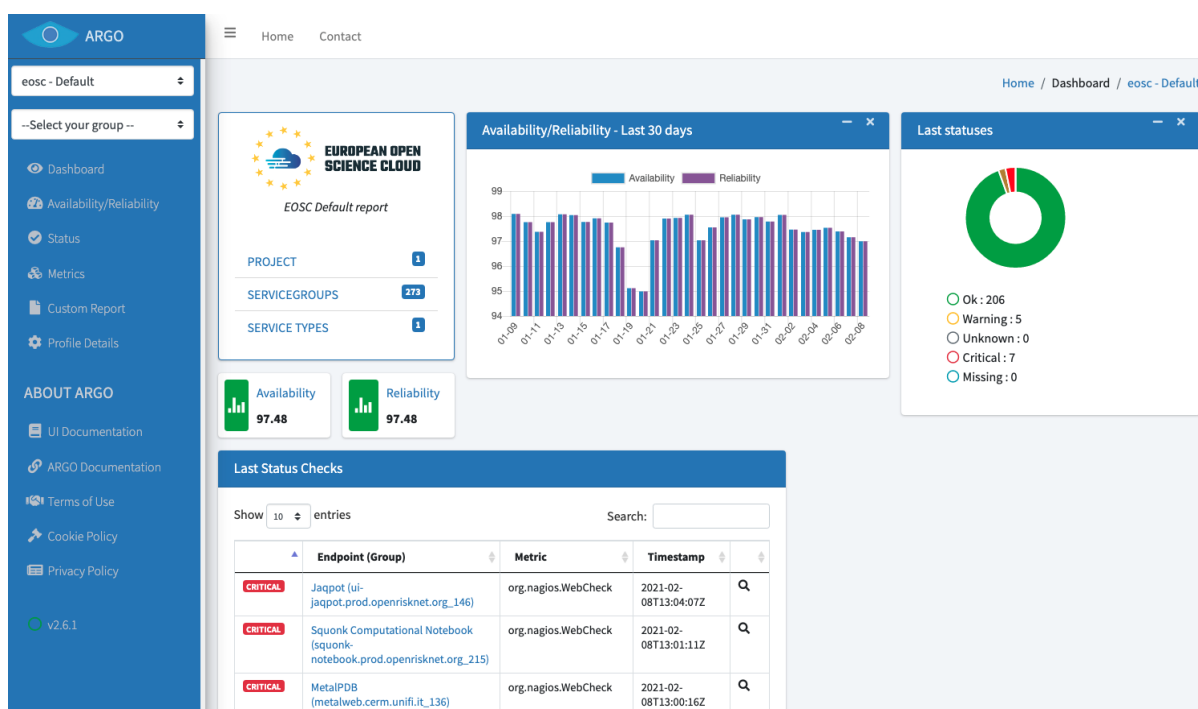 ARGO
Home Contact
eosc - Default
Home / Dashboard / eosc - Default
--Select your group --
Dashboard
Availability/Reliability
Status
Metrics
Custom Report
Profile Details
ABOUT ARGO
UI Documentation
ARGO Documentation
Terms of Use
Cookie Policy
Privacy Policy
v2.6.1
EUROPEAN OPEN
SCIENCE CLOUD
EOSC Default report
PROJECT 1
SERVICEGROUPS 273
SERVICE TYPES 1
Availability
97.48
Reliability
97.48
Availability/Reliability - Last 30 days
Availability Reliability
99
98
97
96
95
94
01-09 01-11 01-13 01-15 01-17 01-19 01-21 01-23 01-25 01-27 01-29 01-31 02-02 02-04 02-06 02-08
Last statuses
Ok : 206
Warning : 5
Unknown : 0
Critical : 7
Missing : 0
Last Status Checks
Show 10 entries Search:
Endpoint (Group) Metric Timestamp
CRITICAL Jaqpot (ui- org.nagios.WebCheck 2021-02-
jaqpot.prod.openrisknet.org_146) 08T13:04:07Z
CRITICAL Squonk Computational Notebook org.nagios.WebCheck 2021-02-
(squonk- 08T13:01:11Z
notebook.prod.openrisknet.org_215)
CRITICAL MetalPDB org.nagios.WebCheck 2021-02-
(metalweb.cerm.unifi.it_136) 08T13:00:16Z